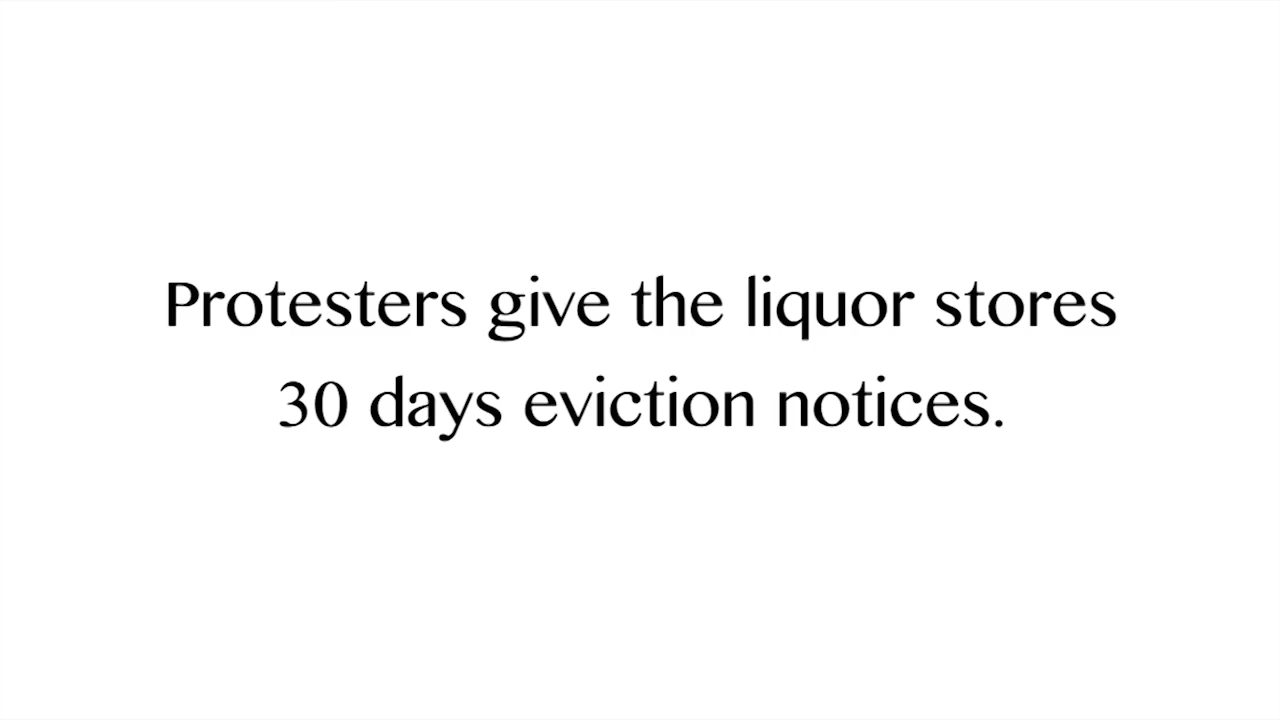 Protesters give the liquor stores
30 days eviction notices.